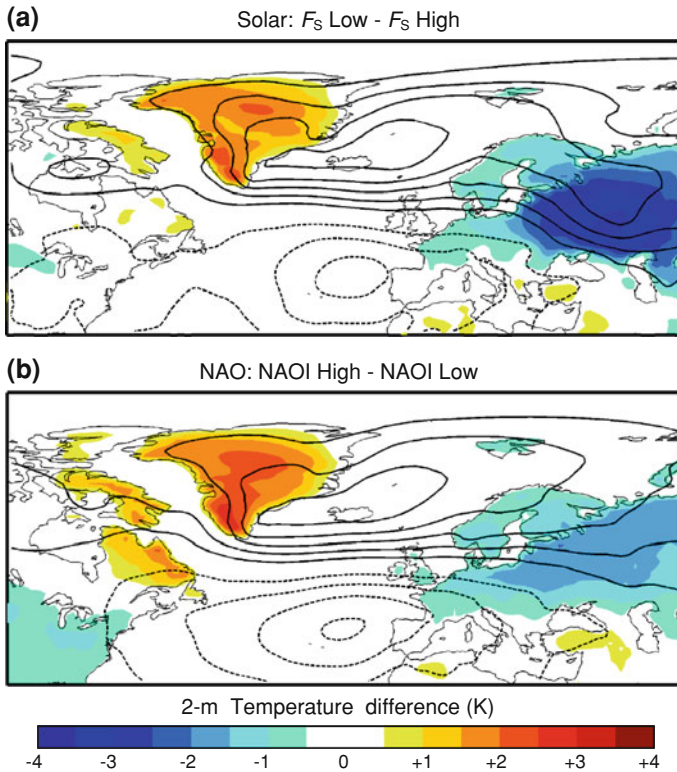 (a)
Solar: FS Low - FS High
(b)
NAO: NAOI High - NAOI Low
2-m Temperature difference (K)
-4 -3 -2 -1 0 +1 +2 +3 +4